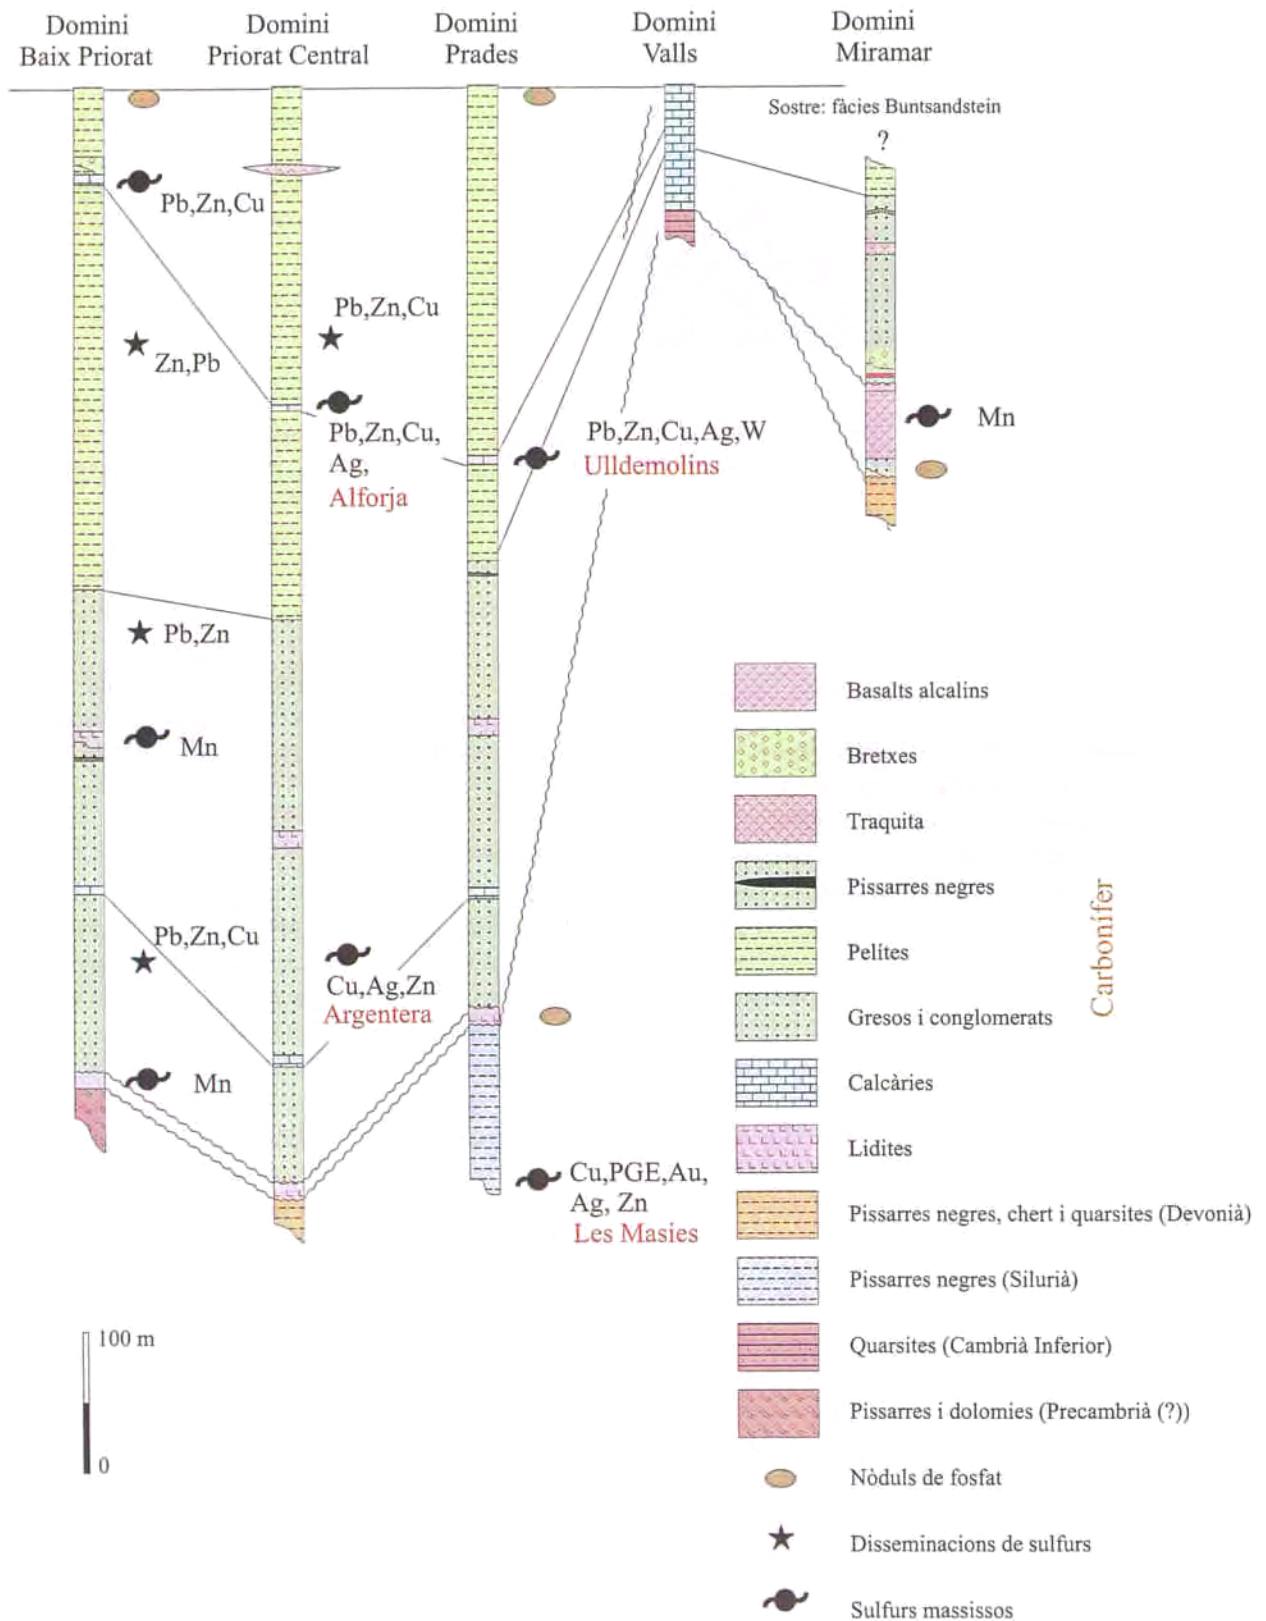 Domini
Baix Priorat
Domini
Priorat Central
Domini
Prades
Domini
Valls
Domini
Miramar
Sostre: fàcies Buntsandstein
?
Pb,Zn,Cu
Zn,Pb
Pb,Zn
Mn
Pb,Zn,Cu
Mn
Pb,Zn,Cu
Pb,Zn,Cu,
Ag,
Alforja
Cu,Ag,Zn
Argentera
Pb,Zn,Cu,Ag,W
Ulldemolins
Cu,PGE,Au,
Ag, Zn
Les Masies
Mn
100 m
0
Basalts alcalins
Bretxes
Traquita
Pissarres negres
Pelites
Gresos i conglomerats
Calcàries
Lidites
Carbonífer
Pissarres negres, chert i quarsites (Devonià)
Pissarres negres (Silurià)
Quarsites (Cambrià Inferior)
Pissarres i dolomies (Precambrià (?))
Nòduls de fosfat
Disseminacions de sulfurs
Sulfurs massissos